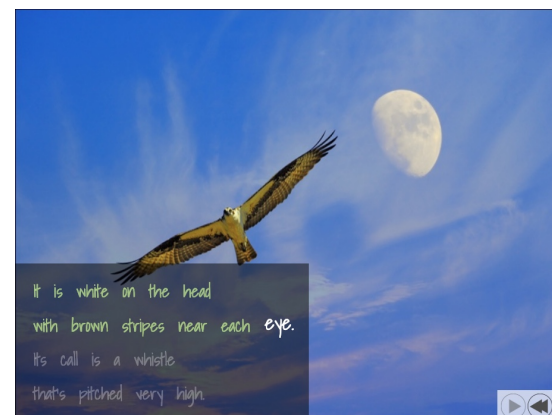 It is white on the head
with brown stripes near each eye.
It's call is a whistle
that's pitched very high.